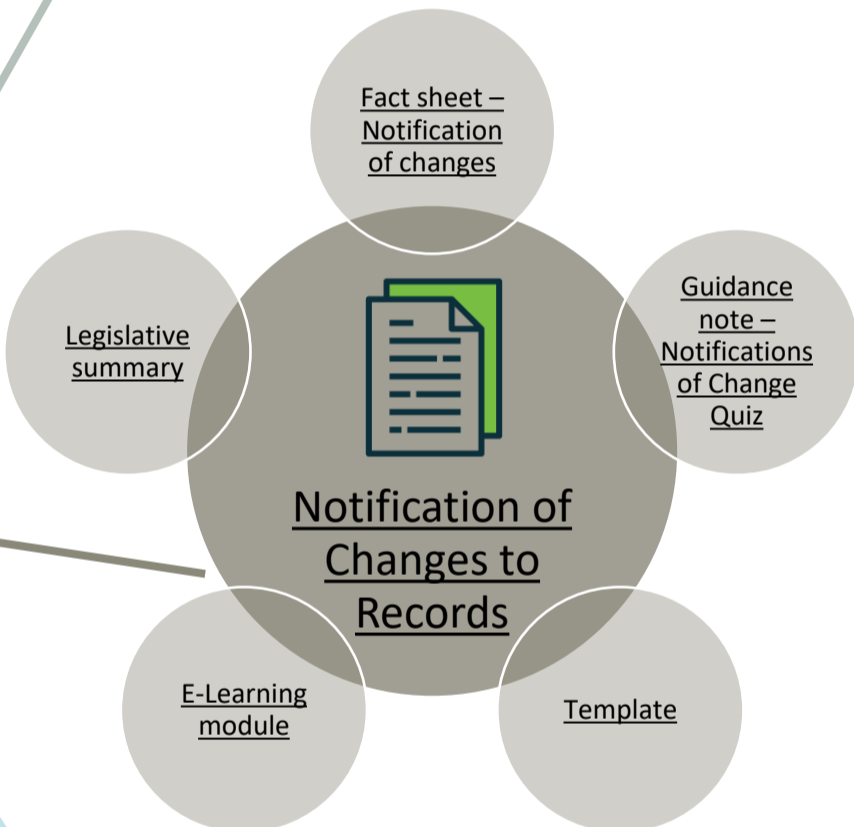 Fact sheet –
Notification
of changes
Guidance
note –
Notifications
of Change
Quiz
Legislative
summary
Notification of
Changes to
Records
E-Learning
module
Template